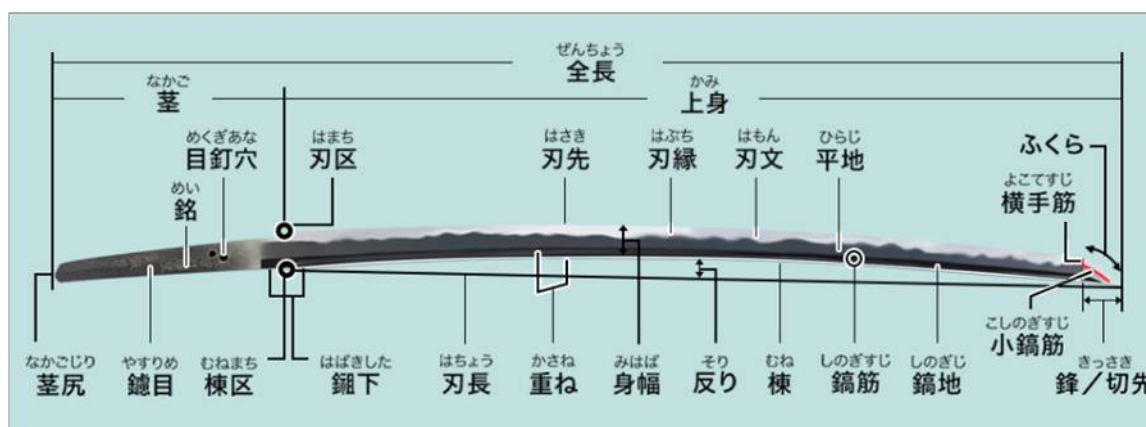 ぜんちょう
全長
なかご
茎
かみ
上身
めくぎあな
目釘穴
はまち
刃区
はさき
刃先
はぶち
刃縁
はもん
刃文
ひらじ
平地
ふくら
よこてすじ
横手筋
めい
銘
こしのぎすじ
小鎬筋
なかごじり
茎尻
やすりめ
鑢目
むねまち
棟区
はばきした
鎺下
はちょう
刃長
かさね
重ね
みはば
身幅
そり
反り
むね
棟
しのぎすじ
鎬筋
しのぎじ
鎬地
きっさき
鋒／切先